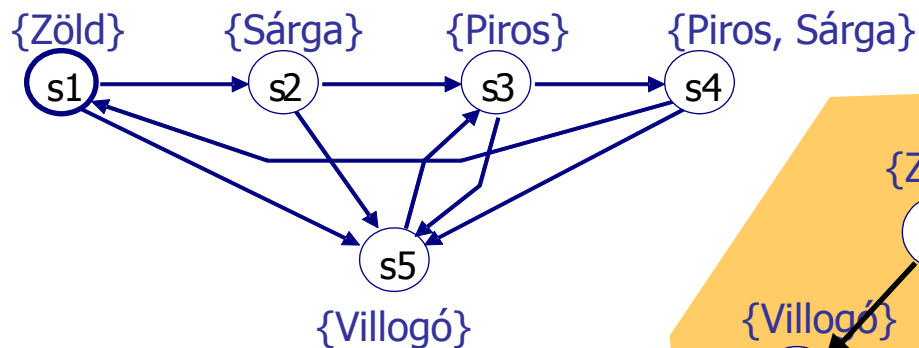 {Zöld} {Sárga} {Piros} {Piros, Sárga}
s1 s2 s3 s4
s5
{Villogó}
{Villogó}